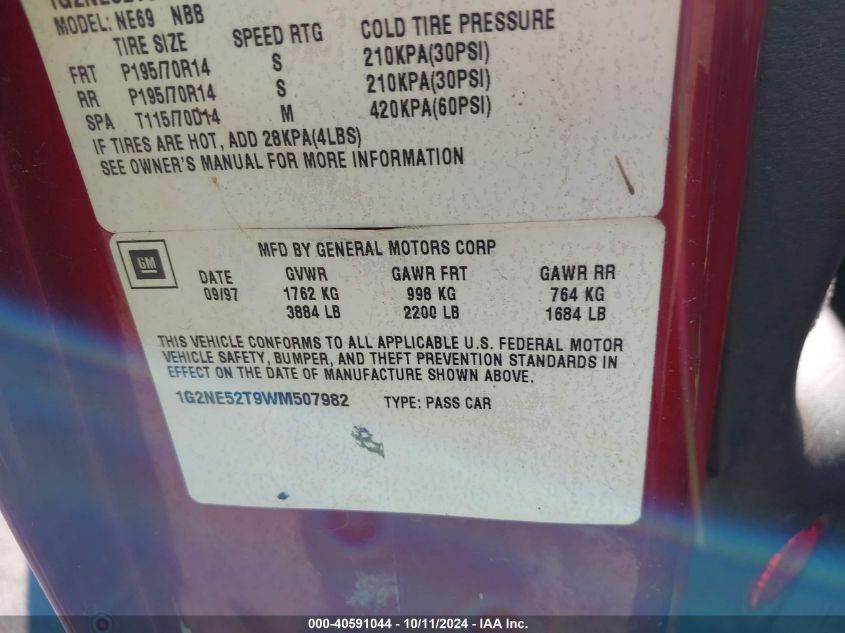 MODEL: NE69 NBB
TIRE SIZE SPEED RTG COLD TIRE PRESSURE
FRT P195/70R14 S 210KPA(30PSI)
RR P195/70R14 S 210KPA(30PSI)
SPA T115/70D14 M 420KPA(60PSI)
IF TIRES ARE HOT, ADD 28KPA(4LBS)
SEE OWNER'S MANUAL FOR MORE INFORMATION
GM
MFD BY GENERAL MOTORS CORP
DATE GVWR GAWR FRT GAWR RR
09/97 1762 KG 998 KG 764 KG
3884 LB 2200 LB 1684 LB
THIS VEHICLE CONFORMS TO ALL APPLICABLE U.S. FEDERAL MOTOR
VEHICLE SAFETY, BUMPER, AND THEFT PREVENTION STANDARDS IN
EFFECT ON THE DATE OF MANUFACTURE SHOWN ABOVE.
1G2NE52T9WM507982 TYPE: PASS CAR
000-40591044 - 10/11/2024 - IAA Inc.